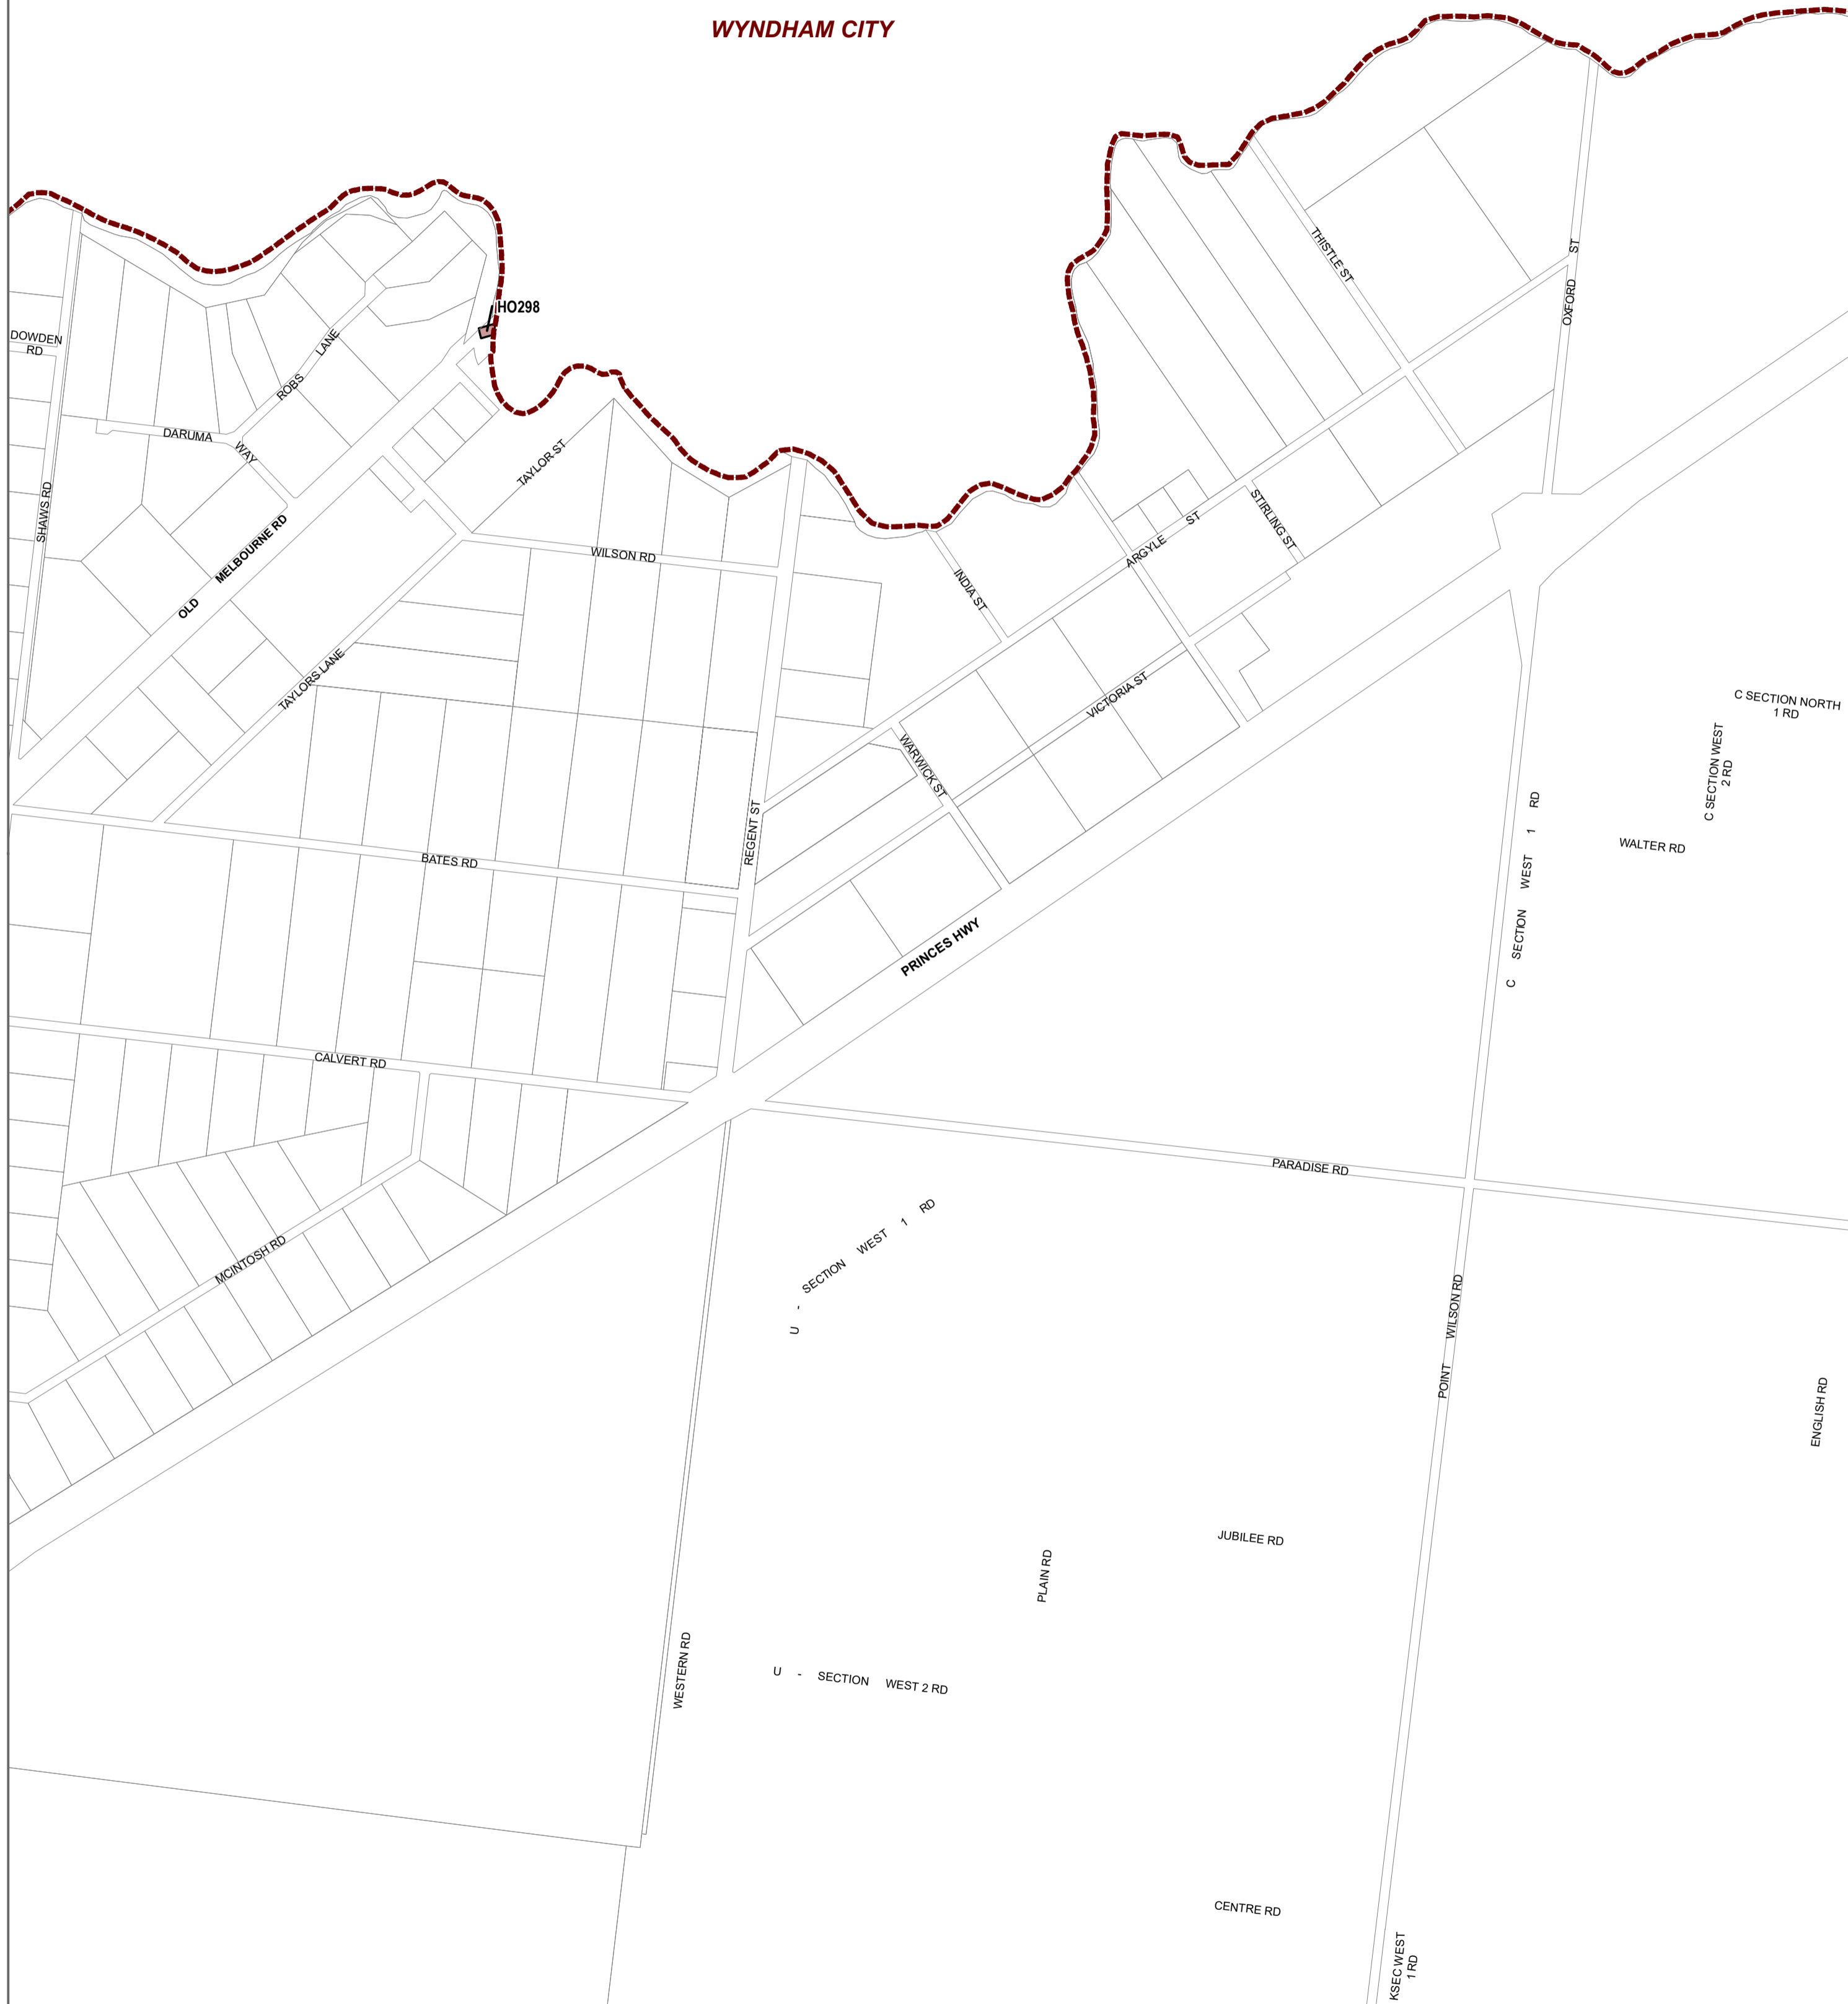 WYNDHAM CITY
THISTLE ST
ST
OXFORD
HO298
DOWDEN
RD
LANE
ROBS
DARUMA
WAY
TAYLOR ST
SHAWS RD
MELBOURNE RD
OLD
WILSON RD
INDIA ST
ST
ARGYLE
STIRLING ST
TAYLORS LANE
VICTORIA ST
WARWICK ST
C SECTION NORTH
1 RD
C SECTION WEST
2 RD
WALTER RD
REGENT ST
BATES RD
C SECTION WEST 1 RD
PRINCES HWY
CALVERT RD
PARADISE RD
MCINTOSH RD
U - SECTION WEST 1 RD
POINT WILSON RD
ENGLISH RD
JUBILEE RD
PLAIN RD
WESTERN RD
U - SECTION WEST 2 RD
CENTRE RD
KSEC WEST
1 RD